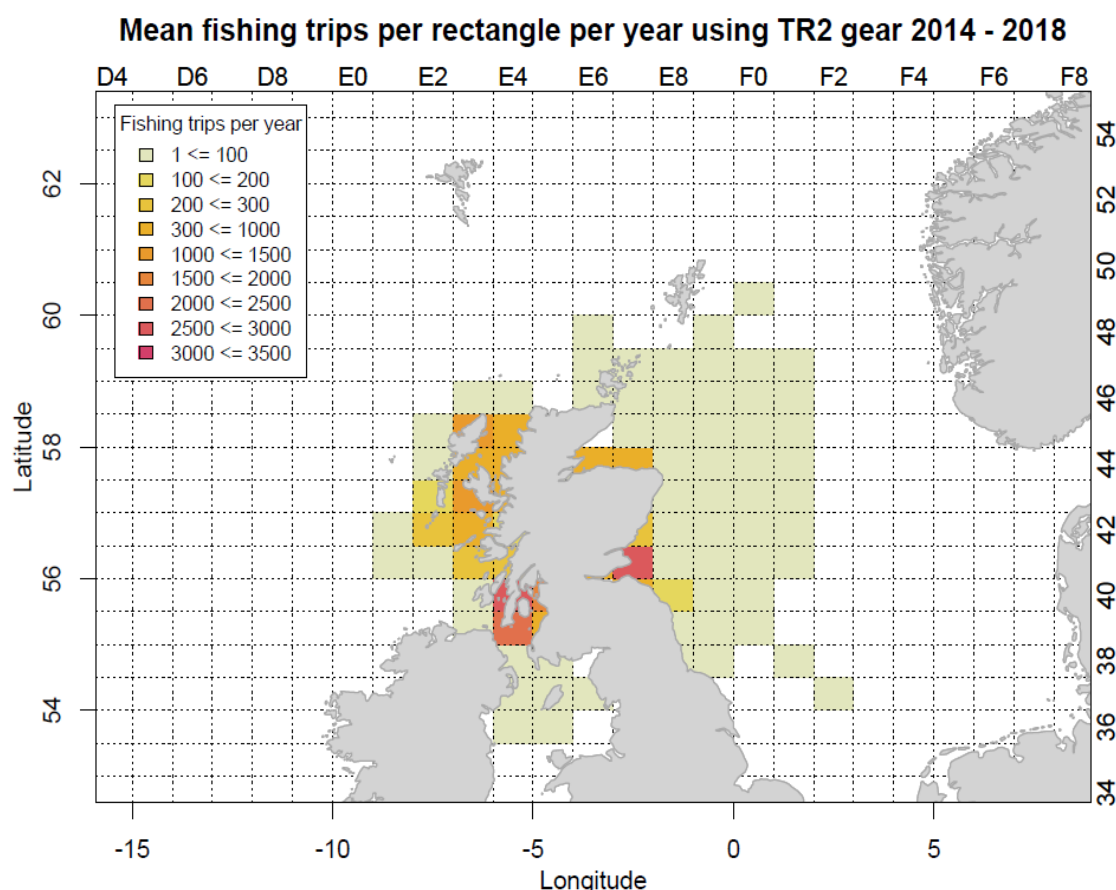 Mean fishing trips per rectangle per year using TR2 gear 2014 - 2018
D4 D6 D8 E0 E2 E4 E6 E8 F0 F2 F4 F6 F8
Fishing trips per year
1 <= 100
100 <= 200
200 <= 300
300 <= 1000
1000 <= 1500
1500 <= 2000
2000 <= 2500
2500 <= 3000
3000 <= 3500
62
60
58
56
54
Latitude
54
52
50
48
46
44
42
40
38
36
34
-15 -10 -5 0 5
Longitude